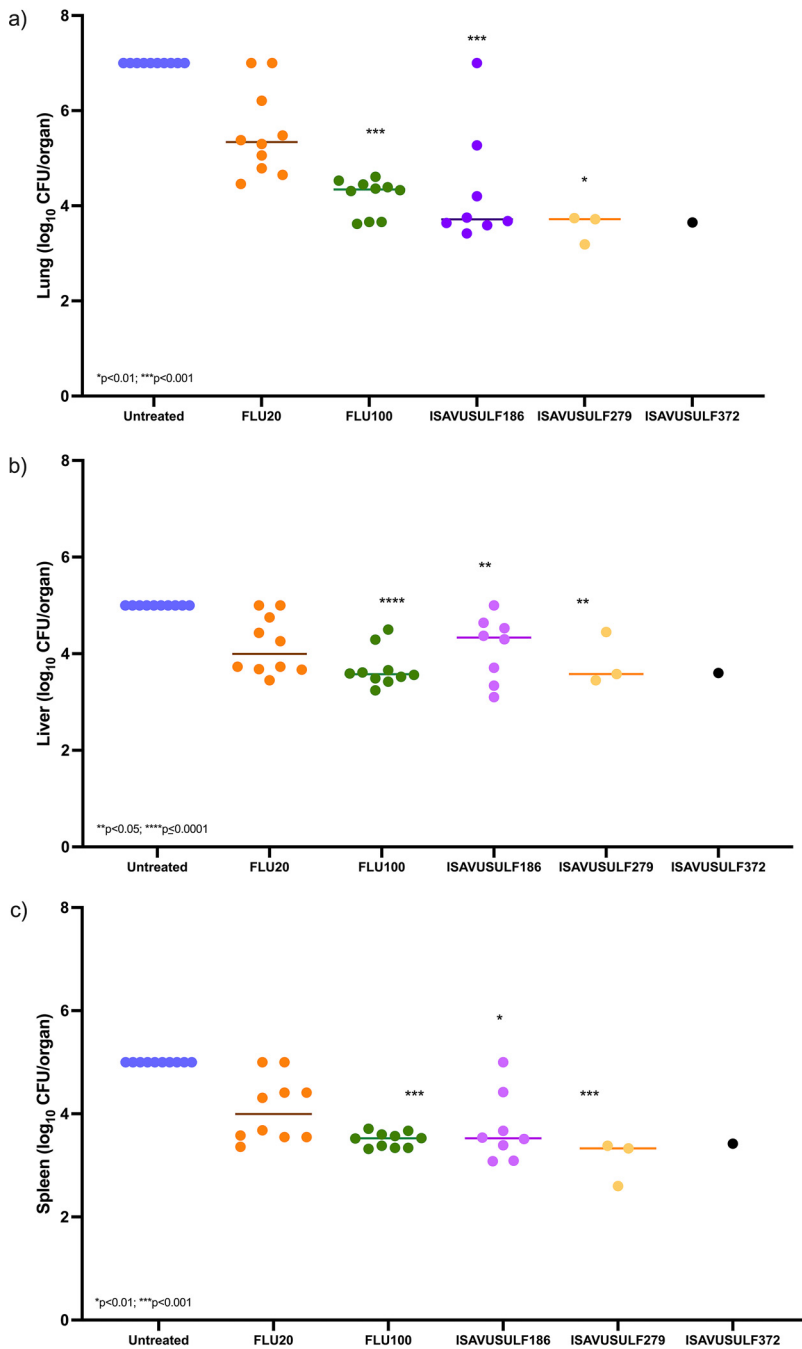 a)
8
***
6
***
*
4
2
0
Lung (log10 CFU/organ)
*p<0.01; ***p<0.001
Untreated FLU20 FLU100 ISAVUSULF186 ISAVUSULF279 ISAVUSULF372
b)
8
6
**
**** **
4
2
0
Liver (log10 CFU/organ)
**p<0.05; ****p≤0.0001
Untreated FLU20 FLU100 ISAVUSULF186 ISAVUSULF279 ISAVUSULF372
c)
8
6
*
*** ***
4
2
0
Spleen (log10 CFU/organ)
*p<0.01; ***p<0.001
Untreated FLU20 FLU100 ISAVUSULF186 ISAVUSULF279 ISAVUSULF372